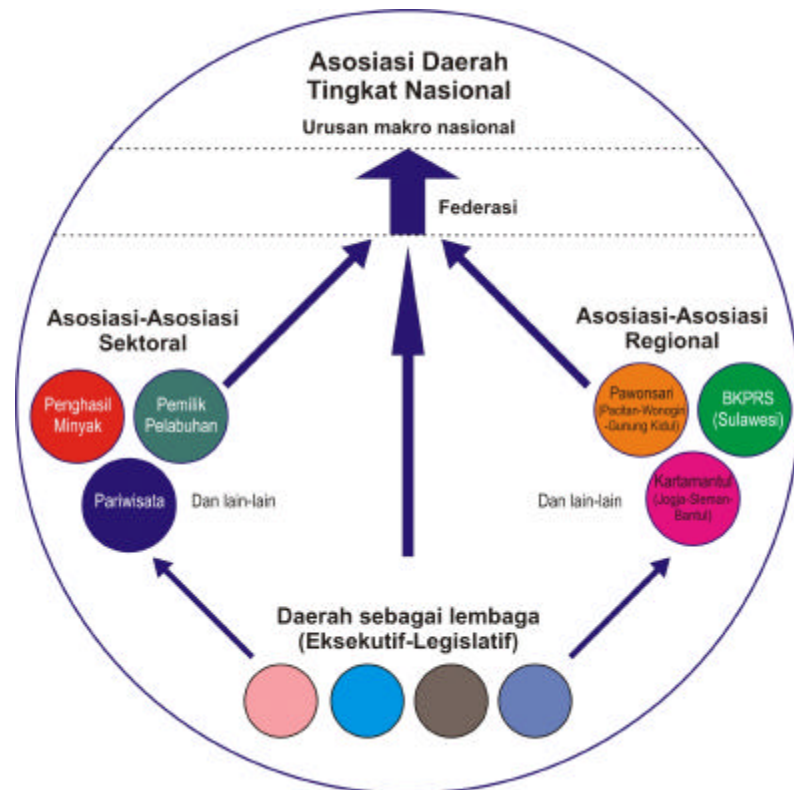 Asosiasi Daerah
Tingkat Nasional
Urusan makro nasional
Federasi
Asosiasi-Asosiasi
Sektoral
Penghasil
Minyak
Pemilik
Pelabuhan
Pariwisata
Dan lain-lain
Asosiasi-Asosiasi
Regional
Pawonsari
(Pacitan-Wonogiri
-Gunung Kidul)
BKPRS
(Sulawesi)
Kartamantul
(Jogja-Sleman-
Bantul)
Dan lain-lain
Daerah sebagai lembaga
(Eksekutif-Legislatif)